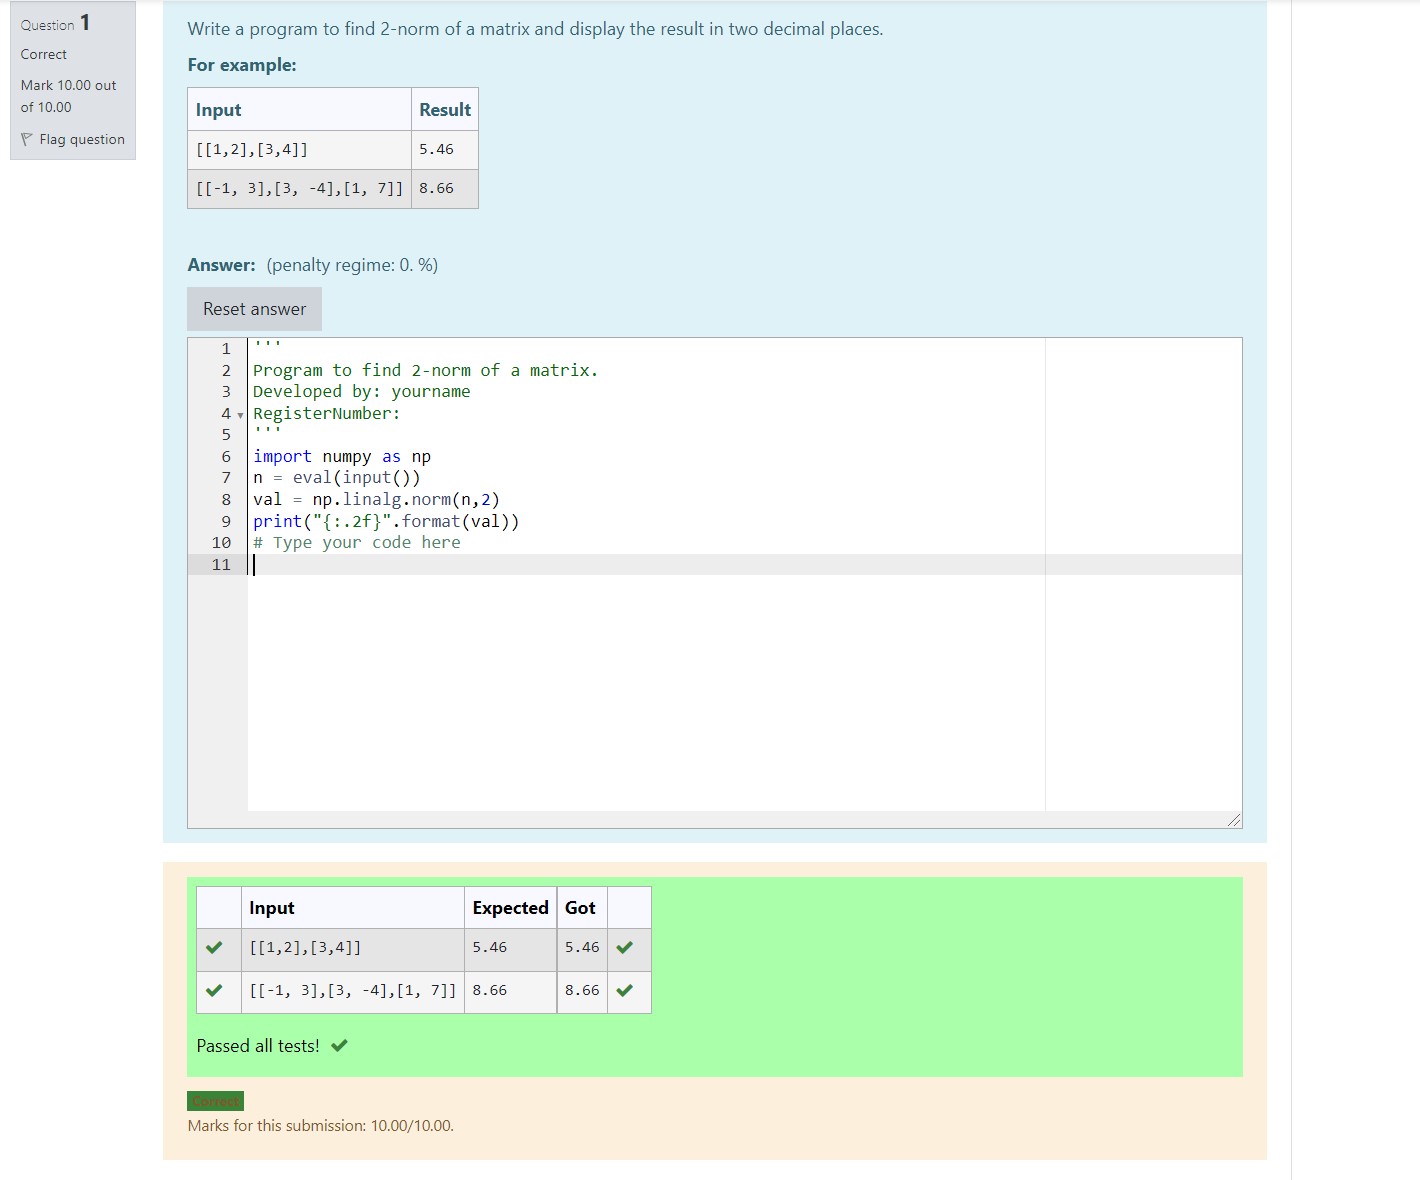 Question 1
Correct
Mark 10.00 out
of 10.00
Flag question
Write a program to find 2-norm of a matrix and display the result in two decimal places.
For example:
Input Result
[[1,2],[3,4]] 5.46
[[-1, 3],[3, -4],[1, 7]] 8.66
Answer: (penalty regime: 0. %)
Reset answer
1 '''
2 Program to find 2-norm of a matrix.
3 Developed by: yourname
4 RegisterNumber:
5 '''
6 import numpy as np
7 n = eval(input())
8 val = np.linalg.norm(n,2)
9 print("{:.2f}".format(val))
10 # Type your code here
11
Input Expected Got
[[1,2],[3,4]] 5.46 5.46
[[-1, 3],[3, -4],[1, 7]] 8.66 8.66
Passed all tests!
Correct
Marks for this submission: 10.00/10.00.